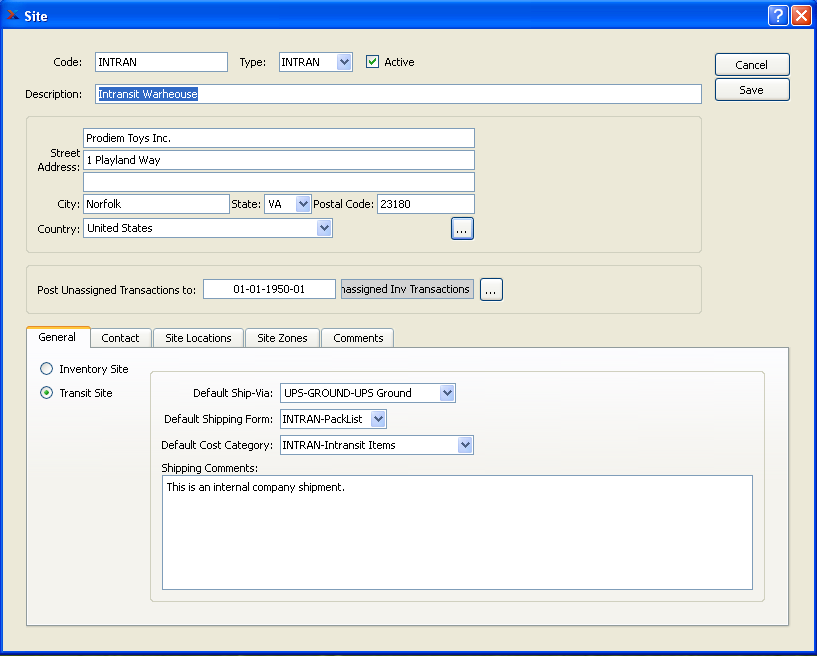 Site
Code: INTRAN Type: INTRAN Active
Cancel
Description: Intransit Warheouse
Save
Street Address: Prodiem Toys Inc.
1 Playland Way
City: Norfolk State: VA Postal Code: 23180
Country: United States ...
Post Unassigned Transactions to: 01-01-1950-01 nassigned Inv Transactions ...
General Contact Site Locations Site Zones Comments
Inventory Site
Transit Site
Default Ship-Via: UPS-GROUND-UPS Ground
Default Shipping Form: INTRAN-PackList
Default Cost Category: INTRAN-Intransit Items
Shipping Comments:
This is an internal company shipment.